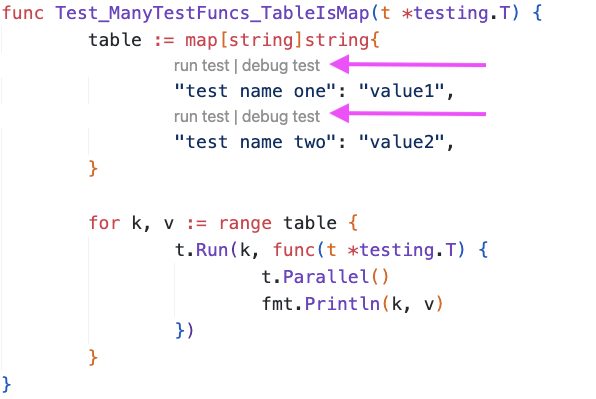 func Test_ManyTestFuncs_TableIsMap(t *testing.T) {
table := map[string]string{
run test | debug test
"test name one": "value1",
run test | debug test
"test name two": "value2",
}
for k, v := range table {
t.Run(k, func(t *testing.T) {
t.Parallel()
fmt.Println(k, v)
})
}
}